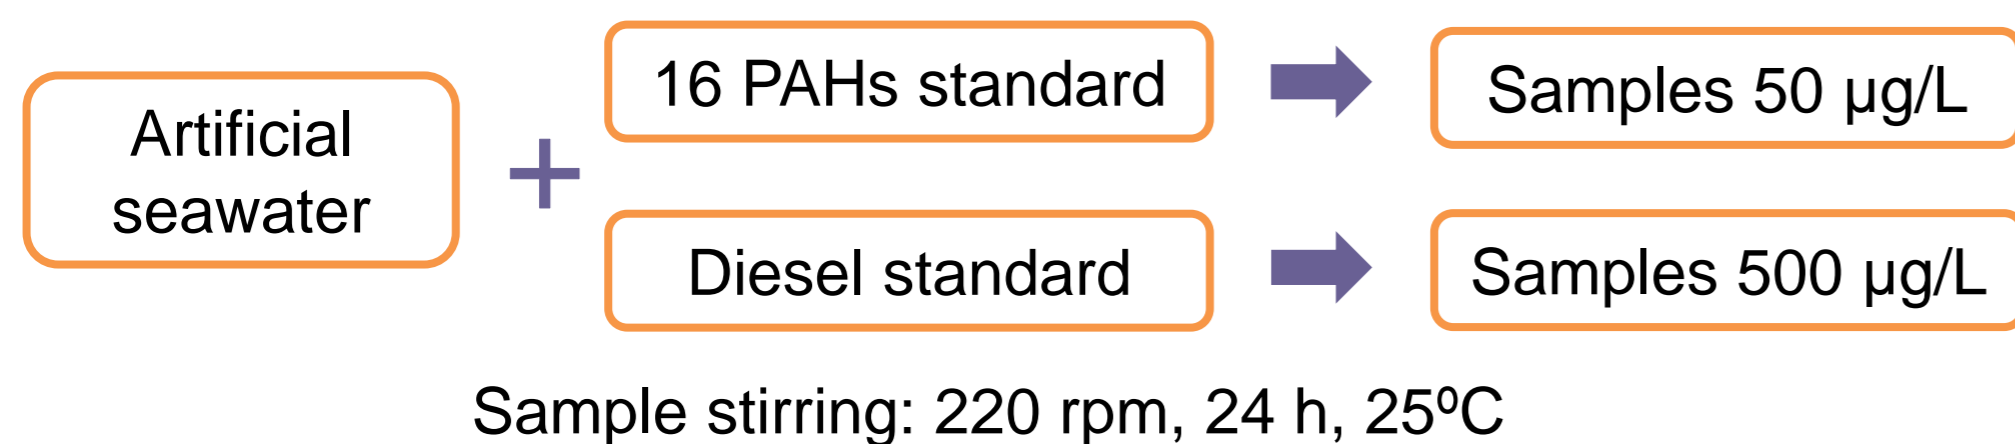 Artificial
seawater
+
16 PAHs standard
Samples 50 µg/L
Diesel standard
Samples 500 µg/L
Sample stirring: 220 rpm, 24 h, 25ºC